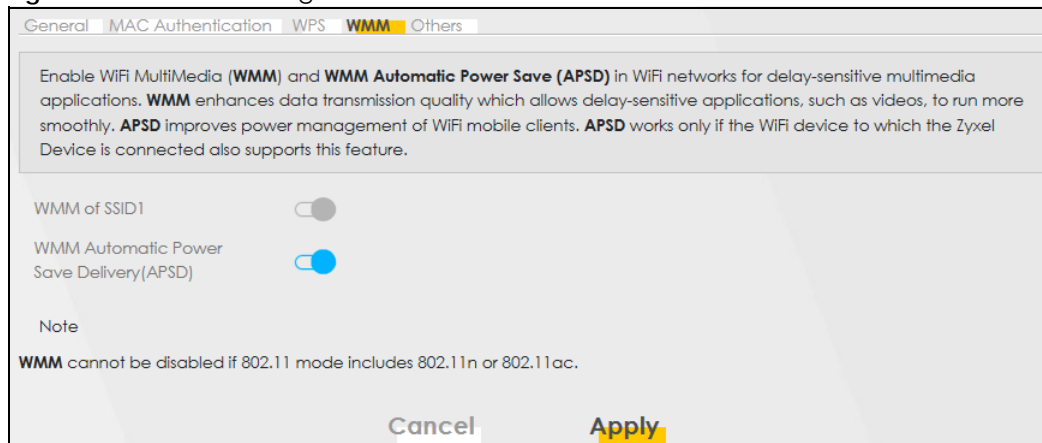 General MAC Authentication WPS WMM Others
Enable WiFi MultiMedia (WMM) and WMM Automatic Power Save (APSD) in WiFi networks for delay-sensitive multimedia
applications. WMM enhances data transmission quality which allows delay-sensitive applications, such as videos, to run more
smoothly. APSD improves power management of WiFi mobile clients. APSD works only if the WiFi device to which the Zyxel
Device is connected also supports this feature.
WMM of SSID1
WMM Automatic Power
Save Delivery(APSD)
Note
WMM cannot be disabled if 802.11 mode includes 802.11n or 802.11ac.
Cancel Apply